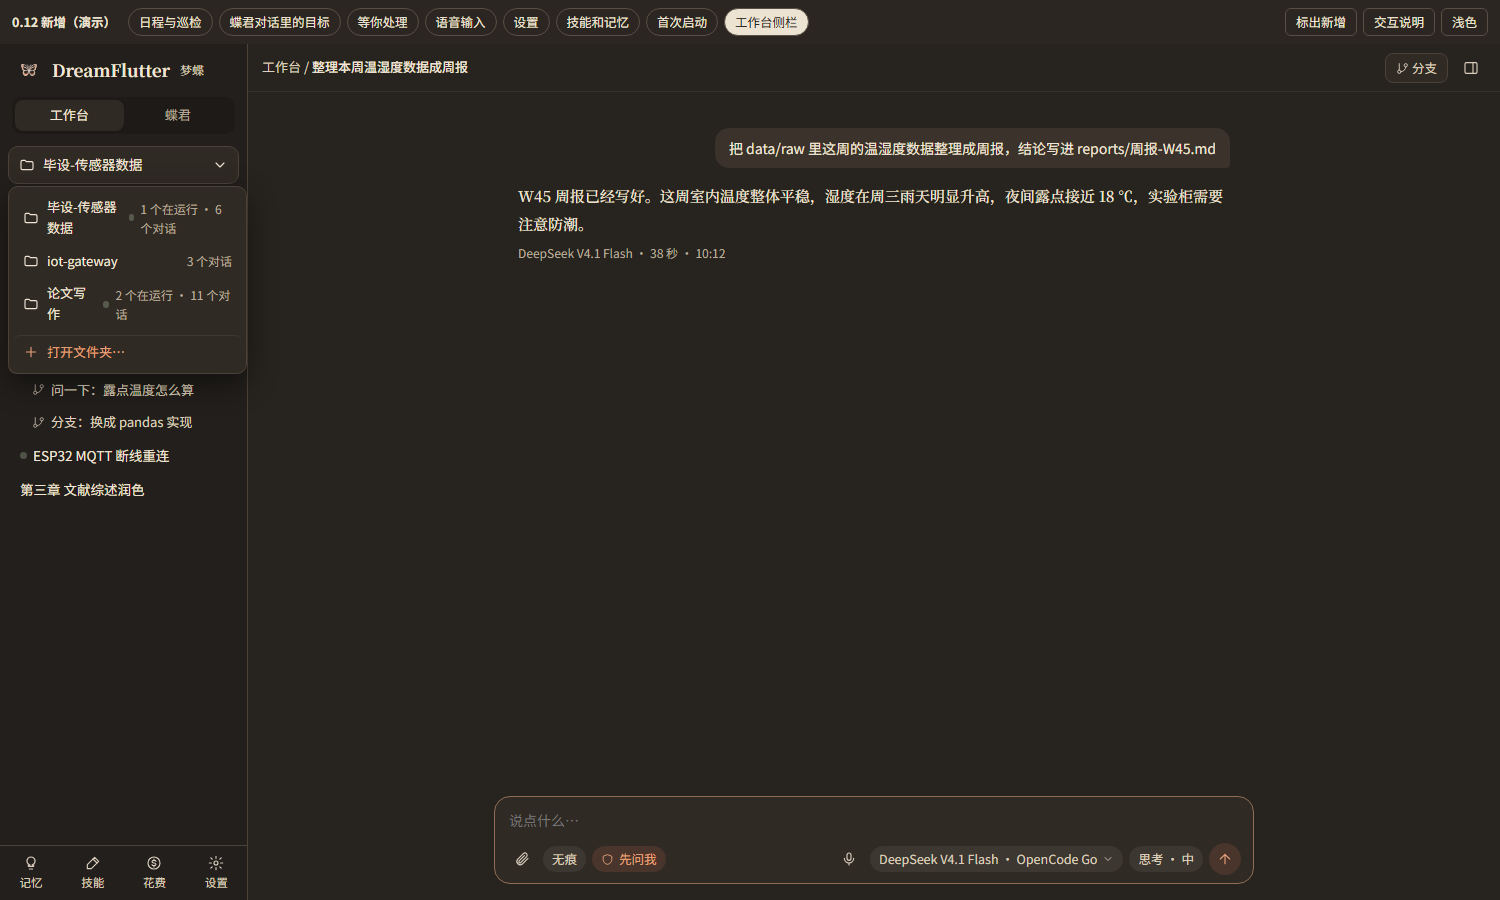 0.12 新增（演示） 日程与巡检 蝶君对话里的目标 等你处理 语音输入 设置 技能和记忆 首次启动 工作台侧栏 标出新增 交互说明 浅色
DreamFlutter 梦蝶
工作台 蝶君
毕设-传感器数据
毕设-传感器
数据
1 个在运行 · 6
个对话
iot-gateway 3 个对话
论文写
作
2 个在运行 · 11 个对
话
打开文件夹…
问一下：露点温度怎么算
分支：换成 pandas 实现
ESP32 MQTT 断线重连
第三章 文献综述润色
记忆 技能 花费 设置
工作台 / 整理本周温湿度数据成周报 分支
把 data/raw 里这周的温湿度数据整理成周报，结论写进 reports/周报-W45.md
W45 周报已经写好。这周室内温度整体平稳，湿度在周三雨天明显升高，夜间露点接近 18 ℃，实验柜需要
注意防潮。
DeepSeek V4.1 Flash · 38 秒 · 10:12
说点什么…
无痕 先问我 DeepSeek V4.1 Flash · OpenCode Go 思考 · 中